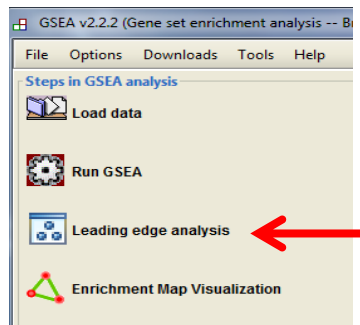 GSEA v2.2.2 (Gene set enrichment analysis -- B
File Options Downloads Tools Help
Steps in GSEA analysis
Load data
Run GSEA
Leading edge analysis
Enrichment Map Visualization